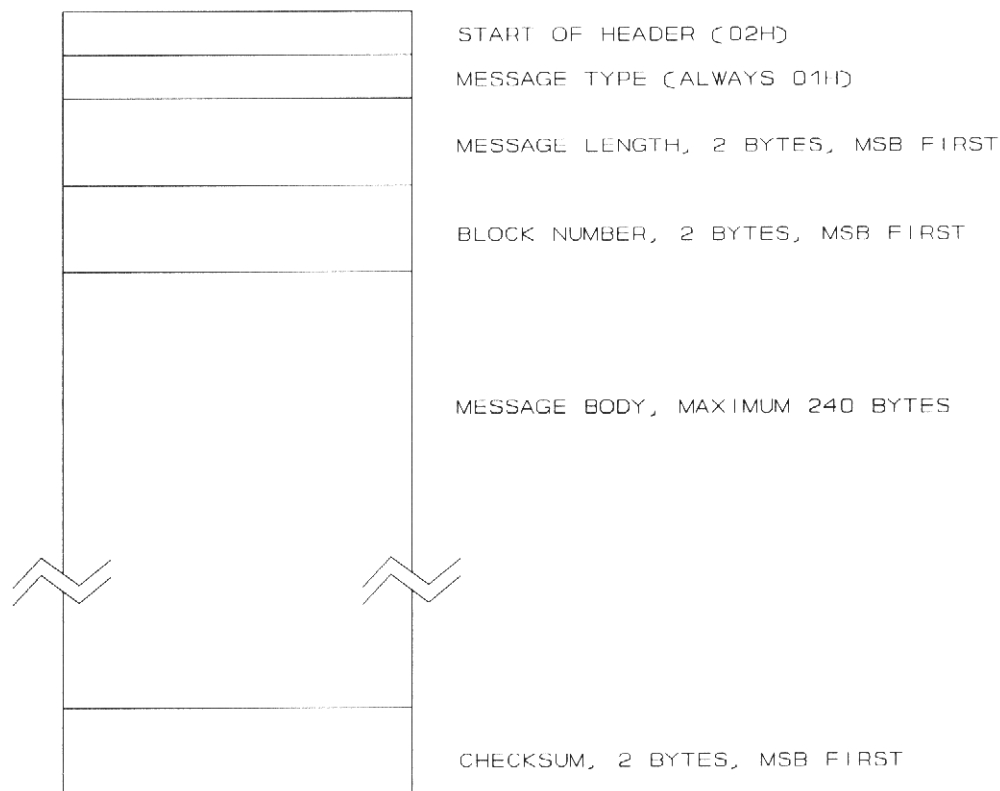 START OF HEADER (02H)
MESSAGE TYPE (ALWAYS 01H)
MESSAGE LENGTH, 2 BYTES, MSB FIRST
BLOCK NUMBER, 2 BYTES, MSB FIRST
MESSAGE BODY, MAXIMUM 240 BYTES
CHECKSUM, 2 BYTES, MSB FIRST